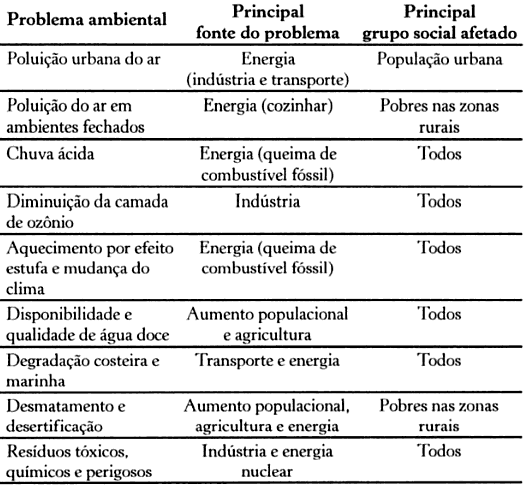 Problema ambiental
Principal
fonte do problema
Principal
grupo social afetado
Poluição urbana do ar
Energia
(indústria e transporte)
População urbana
Poluição do ar em
ambientes fechados
Energia (cozinhar)
Pobres nas zonas
rurais
Chuva ácida
Energia (queima de
combustível fóssil)
Todos
Diminuição da camada
de ozônio
Indústria
Todos
Aquecimento por efeito
estufa e mudança do
clima
Energia (queima de
combustível fóssil)
Todos
Disponibilidade e
qualidade de água doce
Aumento populacional
e agricultura
Todos
Degradação costeira e
marinha
Transporte e energia
Todos
Desmatamento e
desertificação
Aumento populacional,
agricultura e energia
Pobres nas zonas
rurais
Resíduos tóxicos,
químicos e perigosos
Indústria e energia
nuclear
Todos